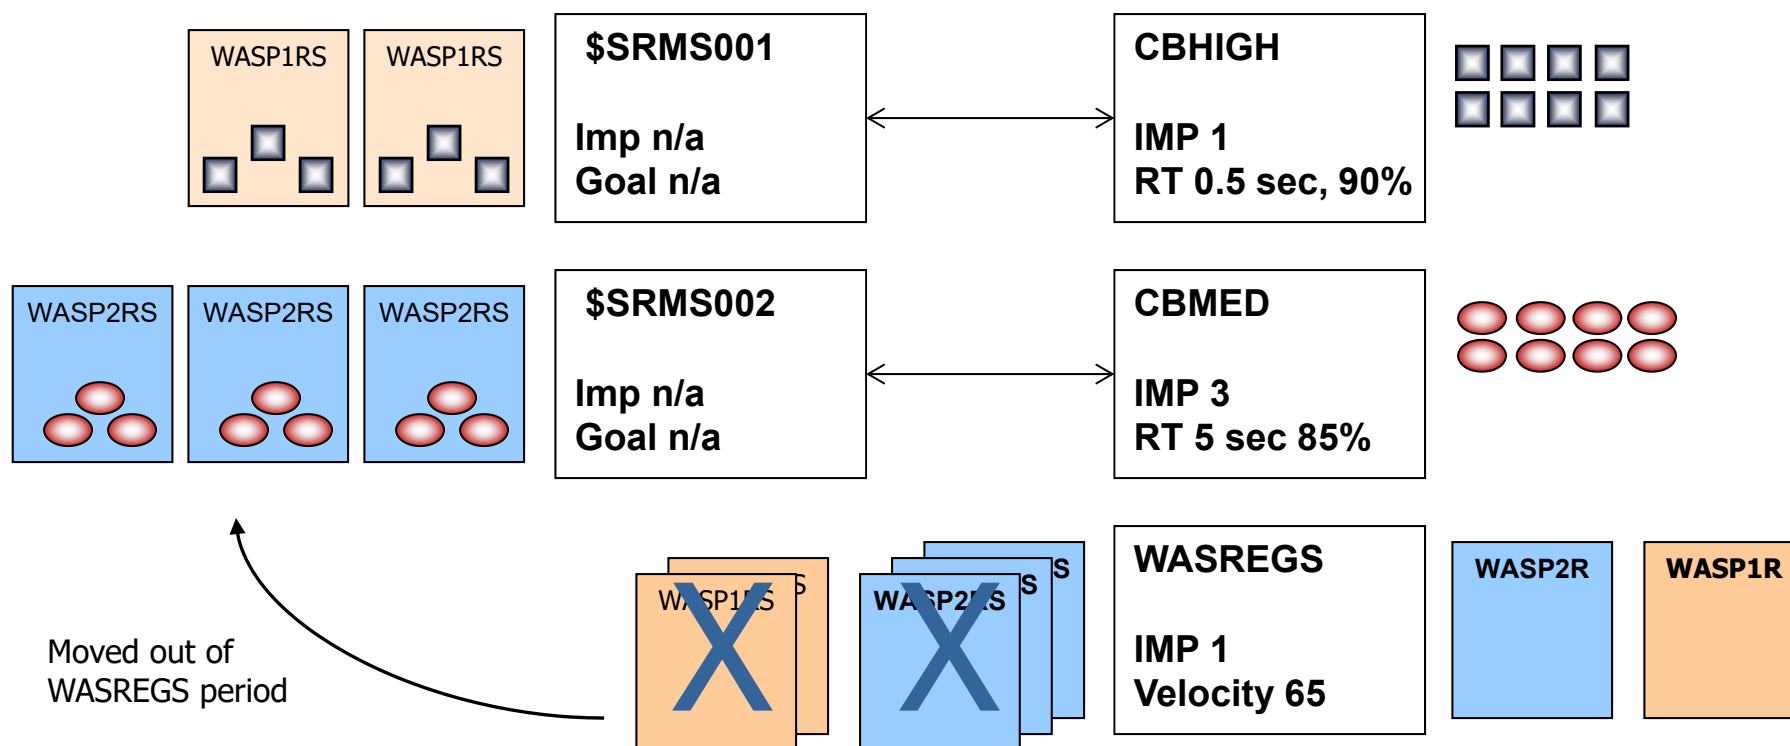 WASP1RS
WASP1RS
$SRMS001
Imp n/a
Goal n/a
CBHIGH
IMP 1
RT 0.5 sec, 90%
WASP2RS
WASP2RS
WASP2RS
$SRMS002
Imp n/a
Goal n/a
CBMED
IMP 3
RT 5 sec 85%
Moved out of
WASREGS period
WASP1RS
S
X
WASP2RS
S
S
X
WASREGS
IMP 1
Velocity 65
WASP2R
WASP1R